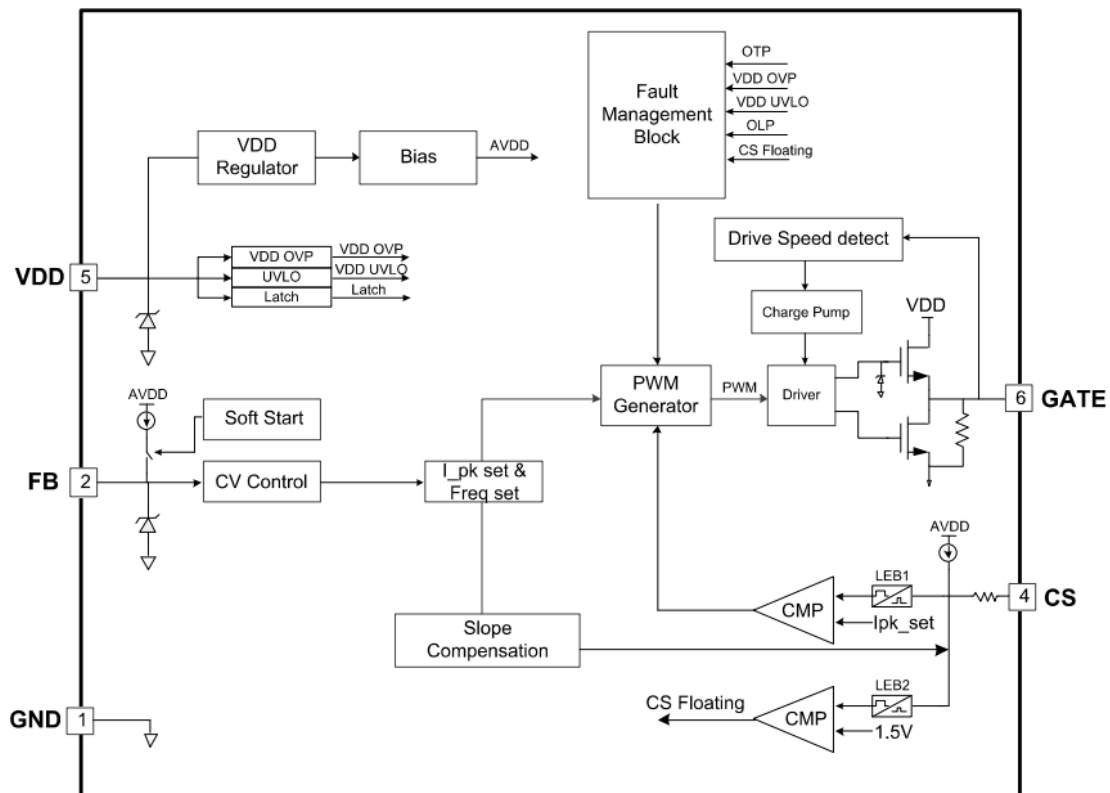 Fault
Management
Block
OTP
VDD OVP
VDD UVLO
OLP
CS Floating
VDD
Regulator
Bias
AVDD
Drive Speed detect
VDD
5
VDD OVP
UVLO
Latch
VDD OVP
VDD UVLO
Latch
Charge Pump
VDD
PWM
Generator
PWM
Driver
6
GATE
AVDD
Soft Start
FB
2
CV Control
I_pk set &
Freq set
AVDD
LEB1
CMP
Ipk_set
4
CS
Slope
Compensation
LEB2
CS Floating
CMP
1.5V
GND
1